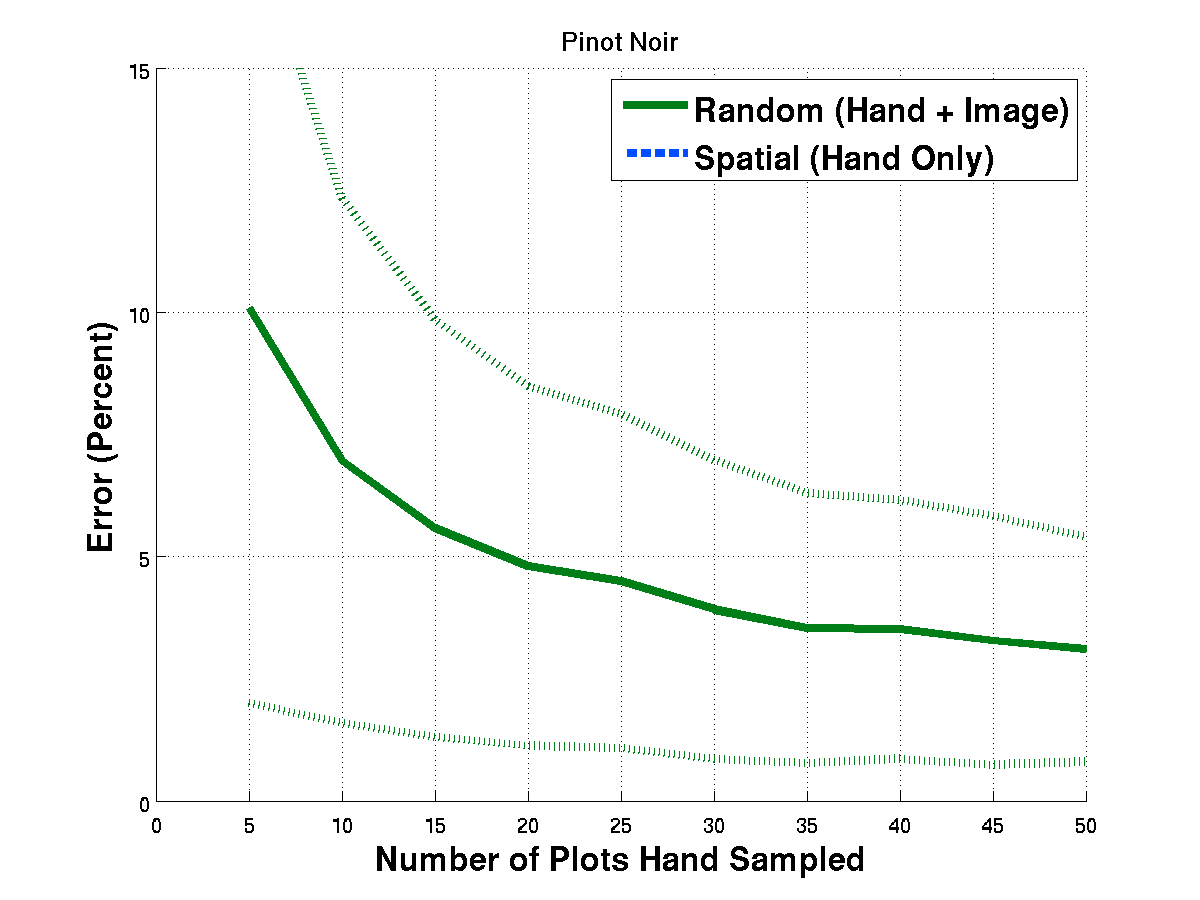 Pinot Noir
15
10
5
0
Error (Percent)
Random (Hand + Image)
Spatial (Hand Only)
0 5 10 15 20 25 30 35 40 45 50
Number of Plots Hand Sampled